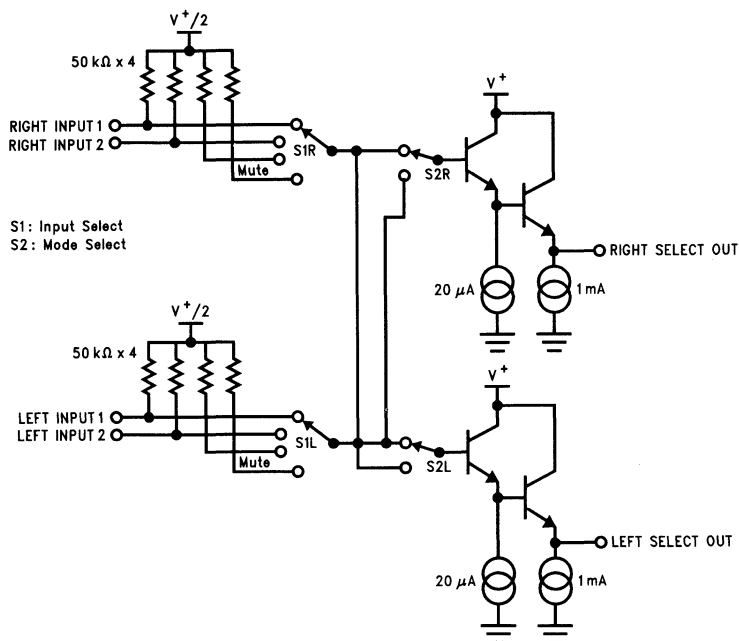 V+/2
50 kΩ x 4
RIGHT INPUT 1
RIGHT INPUT 2
Mute
S1R
S2R
V+
20 µA
1 mA
RIGHT SELECT OUT
S1: Input Select
S2: Mode Select
V+/2
50 kΩ x 4
LEFT INPUT 1
LEFT INPUT 2
Mute
S1L
S2L
V+
20 µA
1 mA
LEFT SELECT OUT